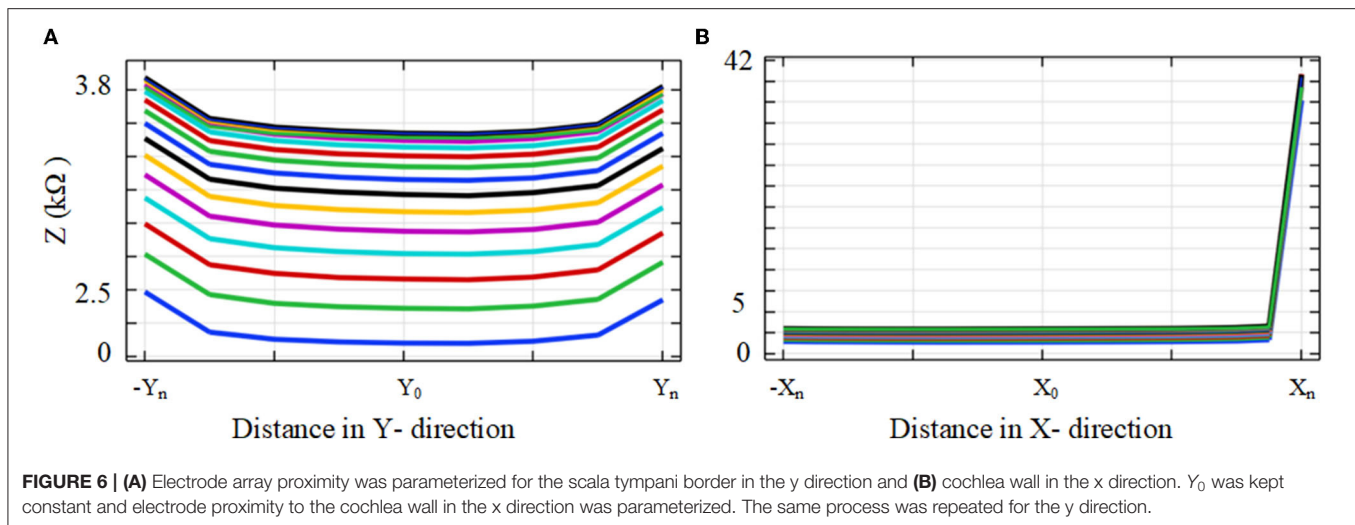 A
B
3.8
2.5
0
Z (kΩ)
-Yn
Y0
Yn
Distance in Y- direction
42
5
0
-Xn
X0
Xn
Distance in X- direction
FIGURE 6 | (A) Electrode array proximity was parameterized for the scala tympani border in the y direction and (B) cochlea wall in the x direction. Y0 was kept
constant and electrode proximity to the cochlea wall in the x direction was parameterized. The same process was repeated for the y direction.